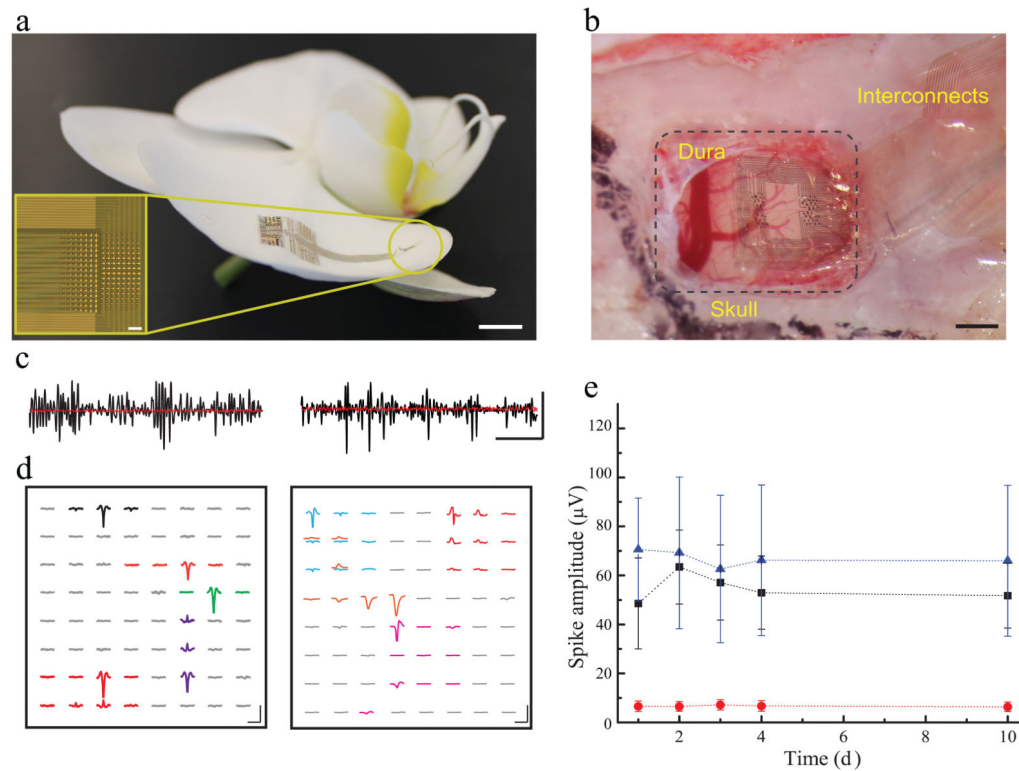 a
b
Interconnects
Dura
Skull
c
d
e
Spike amplitude (μV)
120
100
80
60
40
20
0
2
4
6
8
10
Time (d)